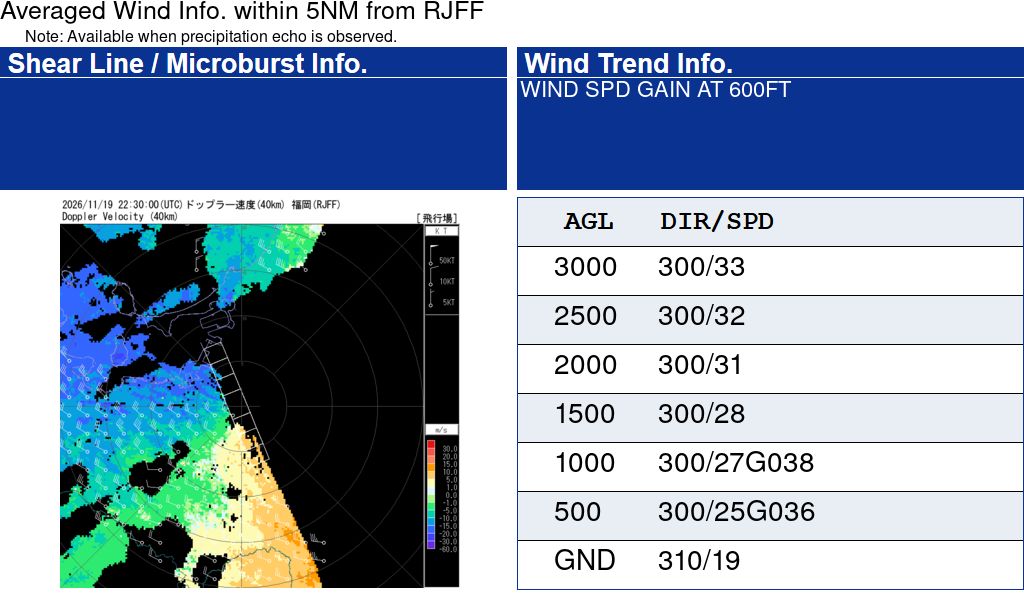 Averaged Wind Info. within 5NM from RJFF
Note: Available when precipitation echo is observed.
Shear Line / Microburst Info.
Wind Trend Info.
WIND SPD GAIN AT 600FT
2026/11/19 22:30:00(UTC) ドップラー速度(40km) 福岡(RJFF)
Doppler Velocity (40km)
[飛行場]
K T
50KT
10KT
5KT
m/s
30.0
20.0
15.0
10.0
5.0
1.0
0.0
-1.0
-5.0
-10.0
-15.0
-20.0
-30.0
-60.0
AGL DIR/SPD
3000 300/33
2500 300/32
2000 300/31
1500 300/28
1000 300/27G038
500 300/25G036
GND 310/19